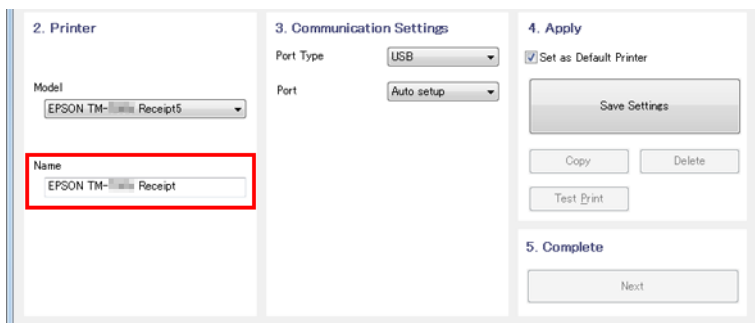 2. Printer
Model
EPSON TM- Receipt5
Name
EPSON TM- Receipt
3. Communication Settings
Port Type
USB
Port
Auto setup
4. Apply
Set as Default Printer
Save Settings
Copy
Delete
Test Print
5. Complete
Next